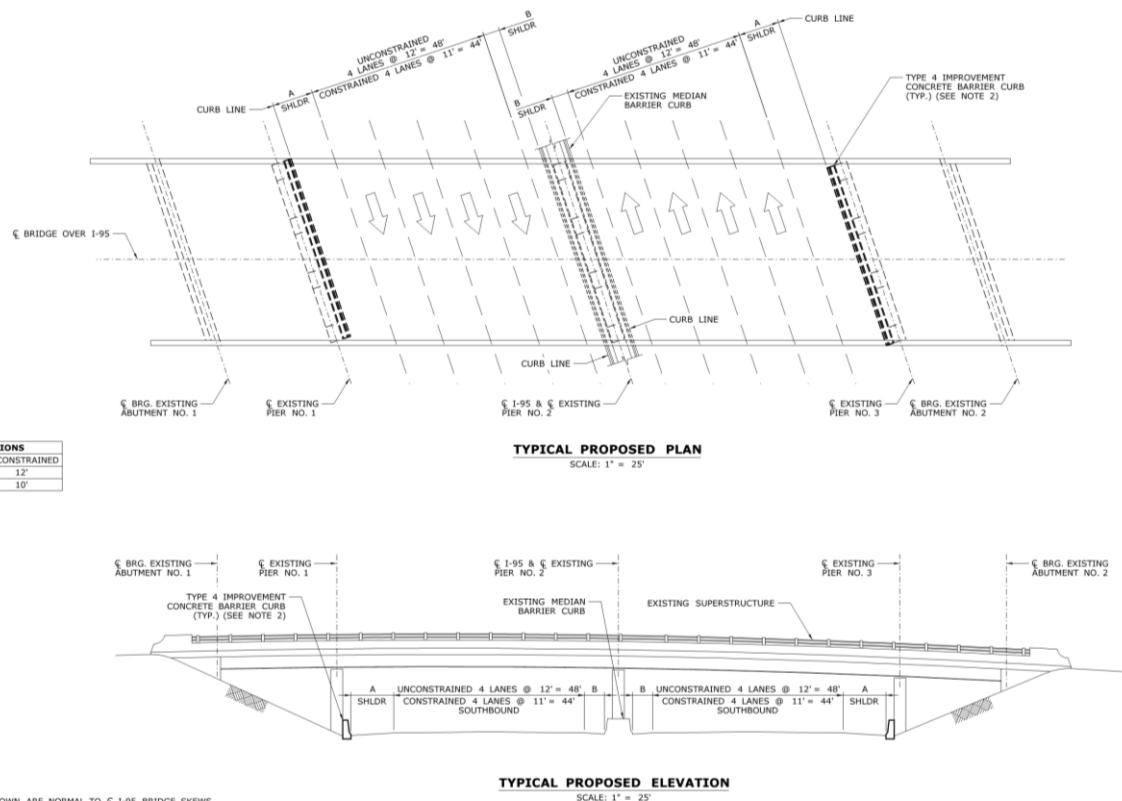 B
A
CURB LINE
UNCONSTRAINED
4 LANES @ 12' = 48'
CONSTRAINED 4 LANES @ 11' = 44'
SHLDR
UNCONSTRAINED
4 LANES @ 12' = 48'
CONSTRAINED 4 LANES @ 11' = 44'
SHLDR
A
SHLDR
B
SHLDR
CURB LINE
EXISTING MEDIAN
BARRIER CURB
TYPE 4 IMPROVEMENT
CONCRETE BARRIER CURB
(TYP.) (SEE NOTE 2)
℄ BRIDGE OVER I-95
CURB LINE
CURB LINE
℄ BRG. EXISTING
ABUTMENT NO. 1
℄ EXISTING
PIER NO. 1
℄ I-95 & ℄ EXISTING
PIER NO. 2
℄ EXISTING
PIER NO. 3
℄ BRG. EXISTING
ABUTMENT NO. 2
TYPICAL PROPOSED PLAN
SCALE: 1" = 25'
IONS
CONSTRAINED
12'
10'
℄ BRG. EXISTING
ABUTMENT NO. 1
℄ EXISTING
PIER NO. 1
℄ I-95 & ℄ EXISTING
PIER NO. 2
℄ EXISTING
PIER NO. 3
℄ BRG. EXISTING
ABUTMENT NO. 2
TYPE 4 IMPROVEMENT
CONCRETE BARRIER CURB
(TYP.) (SEE NOTE 2)
EXISTING MEDIAN
BARRIER CURB
EXISTING SUPERSTRUCTURE
A UNCONSTRAINED 4 LANES @ 12' = 48' B B UNCONSTRAINED 4 LANES @ 12' = 48' A
SHLDR CONSTRAINED 4 LANES @ 11' = 44' CONSTRAINED 4 LANES @ 11' = 44' SHLDR
SOUTHBOUND SOUTHBOUND
TYPICAL PROPOSED ELEVATION
SCALE: 1" = 25'
OWN ARE NORMAL TO ℄ I-95 BRIDGE SKEWS